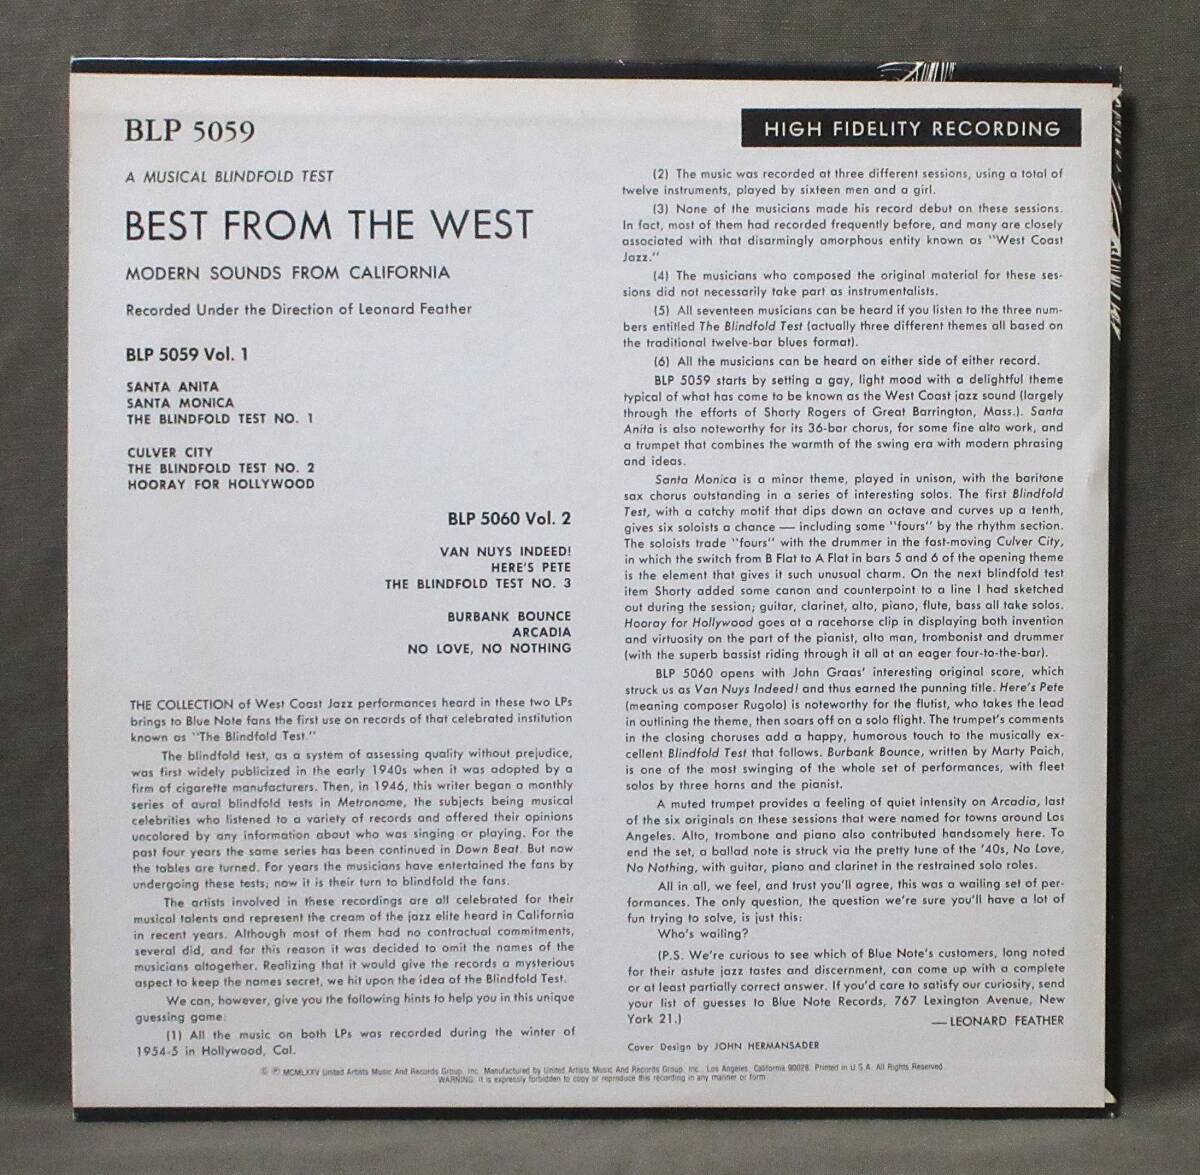 BLP 5059
A MUSICAL BLINDFOLD TEST
BEST FROM THE WEST
MODERN SOUNDS FROM CALIFORNIA
Recorded Under the Direction of Leonard Feather
BLP 5059 Vol. 1
SANTA ANITA
SANTA MONICA
THE BLINDFOLD TEST NO. 1
CULVER CITY
THE BLINDFOLD TEST NO. 2
HOORAY FOR HOLLYWOOD
BLP 5060 Vol. 2
VAN NUYS INDEED!
HERE'S PETE
THE BLINDFOLD TEST NO. 3
BURBANK BOUNCE
ARCADIA
NO LOVE, NO NOTHING
THE COLLECTION of West Coast Jazz performances heard in these two LPs
brings to Blue Note fans the first use on records of that celebrated institution
known as "The Blindfold Test."
The blindfold test, as a system of assessing quality without prejudice,
was first widely publicized in the early 1940s when it was adopted by a
firm of cigarette manufacturers. Then, in 1946, this writer began a monthly
series of aural blindfold tests in Metronome, the subjects being musical
celebrities who listened to a variety of records and offered their opinions
uncolored by any information about who was singing or playing. For the
past four years the same series has been continued in Down Beat. But now
the tables are turned. For years the musicians have entertained the fans by
undergoing these tests; now it is their turn to blindfold the fans.
The artists involved in these recordings are all celebrated for their
musical talents and represent the cream of the jazz elite heard in California
in recent years. Although most of them had no contractual commitments,
several did, and for this reason it was decided to omit the names of the
musicians altogether. Realizing that it would give the records a mysterious
aspect to keep the names secret, we hit upon the idea of the Blindfold Test.
We can, however, give you the following hints to help you in this unique
guessing game:
(1) All the music on both LPs was recorded during the winter of
1954-5 in Hollywood, Cal.
HIGH FIDELITY RECORDING
(2) The music was recorded at three different sessions, using a total of
twelve instruments, played by sixteen men and a girl.
(3) None of the musicians made his record debut on these sessions.
In fact, most of them had recorded frequently before, and many are closely
associated with that disarmingly amorphous entity known as "West Coast
Jazz."
(4) The musicians who composed the original material for these ses-
sions did not necessarily take part as instrumentalists.
(5) All seventeen musicians can be heard if you listen to the three num-
bers entitled The Blindfold Test (actually three different themes all based on
the traditional twelve-bar blues format).
(6) All the musicians can be heard on either side of either record.
BLP 5059 starts by setting a gay, light mood with a delightful theme
typical of what has come to be known as the West Coast jazz sound (largely
through the efforts of Shorty Rogers of Great Barrington, Mass.). Santa
Anita is also noteworthy for its 36-bar chorus, for some fine alto work, and
a trumpet that combines the warmth of the swing era with modern phrasing
and ideas.
Santa Monica is a minor theme, played in unison, with the baritone
sax chorus outstanding in a series of interesting solos. The first Blindfold
Test, with a catchy motif that dips down an octave and curves up a tenth,
gives six soloists a chance — including some "fours" by the rhythm section.
The soloists trade "fours" with the drummer in the fast-moving Culver City,
in which the switch from B Flat to A Flat in bars 5 and 6 of the opening theme
is the element that gives it such unusual charm. On the next blindfold test
item Shorty added some canon and counterpoint to a line I had sketched
out during the session; guitar, clarinet, alto, piano, flute, bass all take solos.
Hooray for Hollywood goes at a racehorse clip in displaying both invention
and virtuosity on the part of the pianist, alto man, trombonist and drummer
(with the superb bassist riding through it all at an eager four-to-the-bar).
BLP 5060 opens with John Graas' interesting original score, which
struck us as Van Nuys Indeed! and thus earned the punning title. Here's Pete
(meaning composer Rugolo) is noteworthy for the flutist, who takes the lead
in outlining the theme, then soars off on a solo flight. The trumpet's comments
in the closing choruses add a happy, humorous touch to the musically ex-
cellent Blindfold Test that follows. Burbank Bounce, written by Marty Paich,
is one of the most swinging of the whole set of performances, with fleet
solos by three horns and the pianist.
A muted trumpet provides a feeling of quiet intensity on Arcadia, last
of the six originals on these sessions that were named for towns around Los
Angeles. Alto, trombone and piano also contributed handsomely here. To
end the set, a ballad note is struck via the pretty tune of the '40s, No Love,
No Nothing, with guitar, piano and clarinet in the restrained solo roles.
All in all, we feel, and trust you'll agree, this was a wailing set of per-
formances. The only question, the question we're sure you'll have a lot of
fun trying to solve, is just this:
Who's wailing?
(P.S. We're curious to see which of Blue Note's customers, long noted
for their astute jazz tastes and discernment, can come up with a complete
or at least partially correct answer. If you'd care to satisfy our curiosity, send
your list of guesses to Blue Note Records, 767 Lexington Avenue, New
York 21.)
— LEONARD FEATHER
Cover Design by JOHN HERMANSADER
© ℗ MCMLXXV United Artists Music And Records Group, Inc. Manufactured by United Artists Music And Records Group, Inc., Los Angeles, California 90028. Printed in U.S.A. All Rights Reserved.
WARNING: It is expressly forbidden to copy or reproduce this recording in any manner or form.